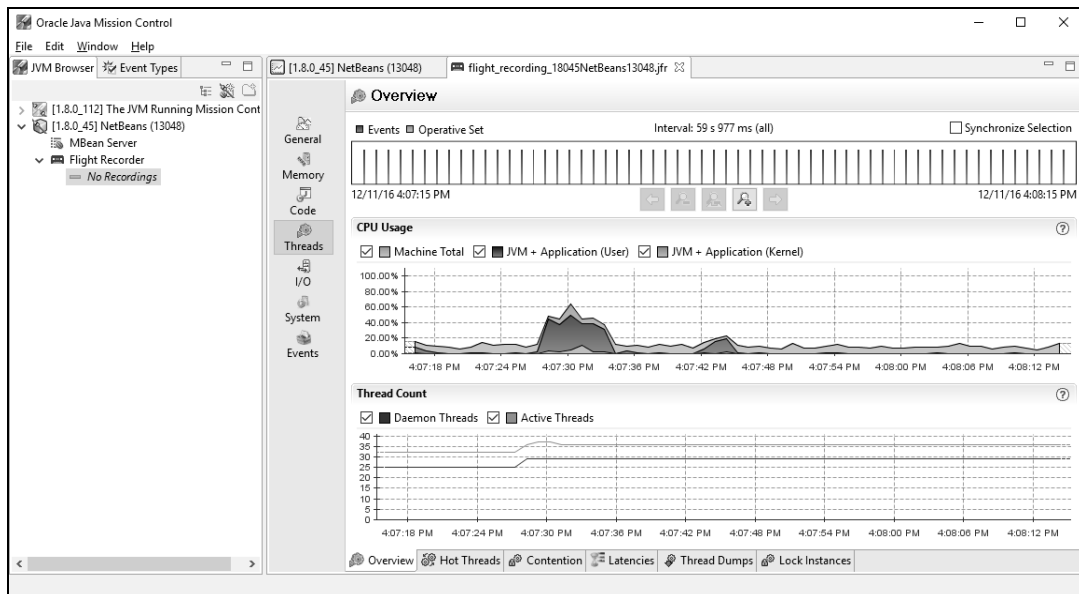 Oracle Java Mission Control
File Edit Window Help
JVM Browser Event Types
[1.8.0_112] The JVM Running Mission Cont
[1.8.0_45] NetBeans (13048)
MBean Server
Flight Recorder
No Recordings
[1.8.0_45] NetBeans (13048) flight_recording_18045NetBeans13048.jfr
General
Memory
Code
Threads
I/O
System
Events
Overview
Events Operative Set Interval: 59 s 977 ms (all) Synchronize Selection
12/11/16 4:07:15 PM 12/11/16 4:08:15 PM
CPU Usage
Machine Total JVM + Application (User) JVM + Application (Kernel)
100.00%
80.00%
60.00%
40.00%
20.00%
0.00%
4:07:18 PM 4:07:24 PM 4:07:30 PM 4:07:36 PM 4:07:42 PM 4:07:48 PM 4:07:54 PM 4:08:00 PM 4:08:06 PM 4:08:12 PM
Thread Count
Daemon Threads Active Threads
40
35
30
25
20
15
10
5
0
4:07:18 PM 4:07:24 PM 4:07:30 PM 4:07:36 PM 4:07:42 PM 4:07:48 PM 4:07:54 PM 4:08:00 PM 4:08:06 PM 4:08:12 PM
Overview Hot Threads Contention Latencies Thread Dumps Lock Instances